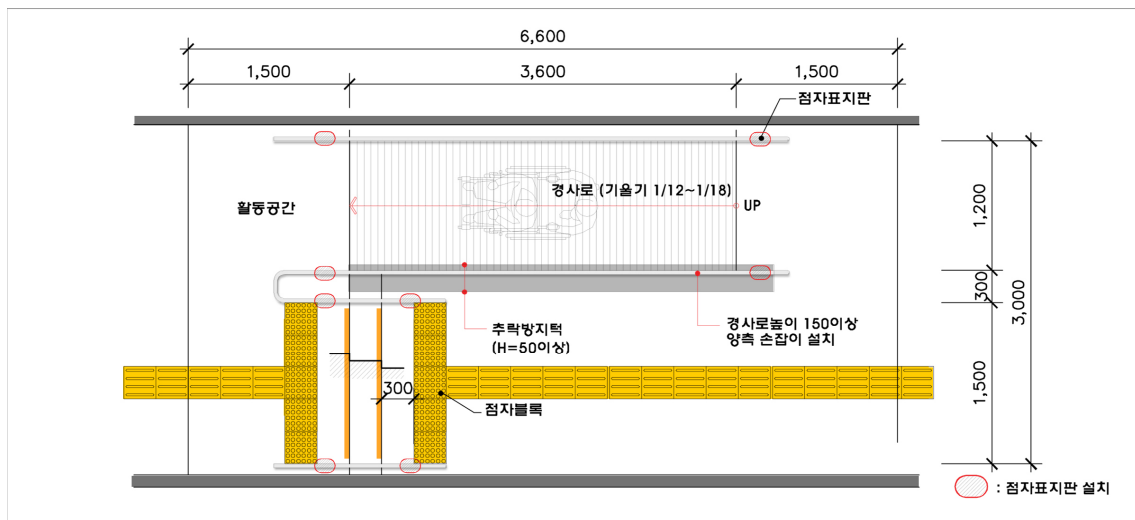 6,600
1,500
3,600
1,500
점자표지판
경사로 (기울기 1/12~1/18)
활동공간
UP
1,200
300
3,000
1,500
추락방지턱
(H=50이상)
경사로높이 150이상
양측 손잡이 설치
300
점자블록
: 점자표지판 설치